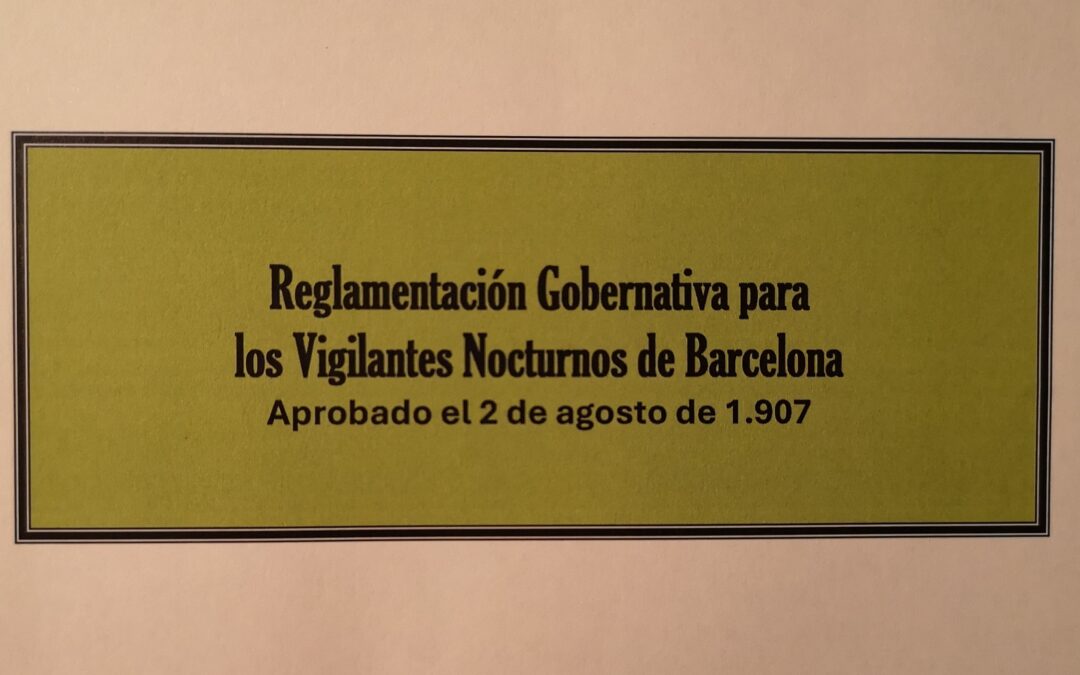 Reglamentación Gobernativa para
los Vigilantes Nocturnos de Barcelona
Aprobado el 2 de agosto de 1.907